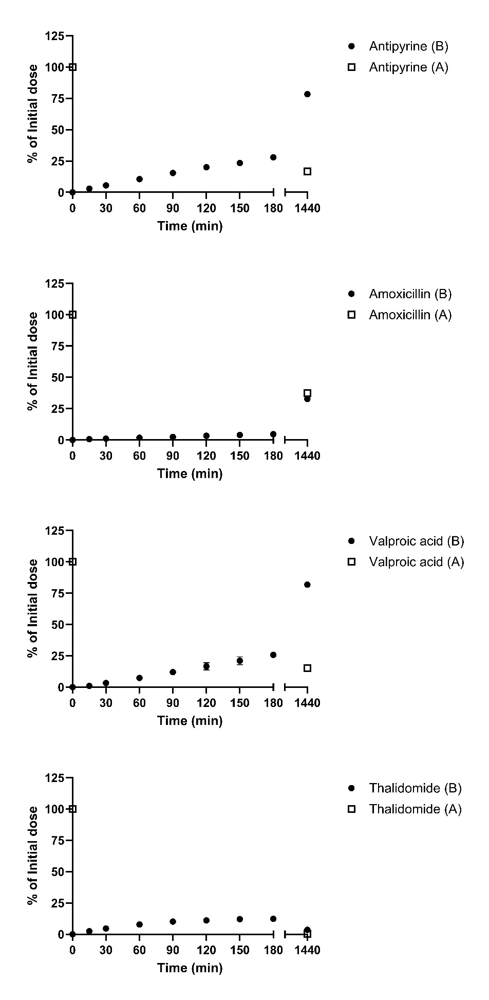 125
100
75
50
25
0
% of Initial dose
0 30 60 90 120 150 180 1440
Time (min)
Antipyrine (B)
Antipyrine (A)
125
100
75
50
25
0
% of Initial dose
0 30 60 90 120 150 180 1440
Time (min)
Amoxicillin (B)
Amoxicillin (A)
125
100
75
50
25
0
% of Initial dose
0 30 60 90 120 150 180 1440
Time (min)
Valproic acid (B)
Valproic acid (A)
125
100
75
50
25
0
% of Initial dose
0 30 60 90 120 150 180 1440
Time (min)
Thalidomide (B)
Thalidomide (A)